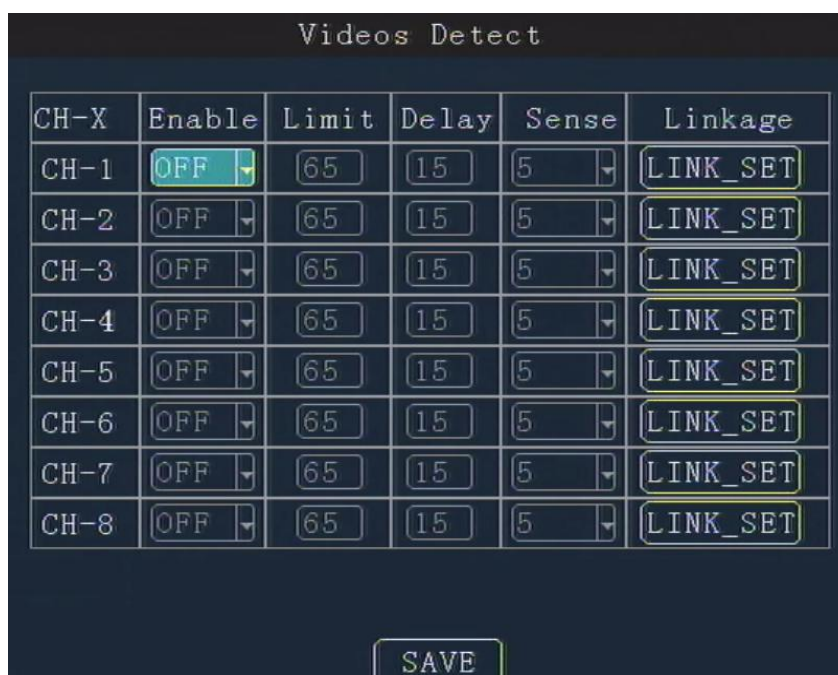 Videos Detect
CH-X Enable Limit Delay Sense Linkage
CH-1 OFF 65 15 5 LINK_SET
CH-2 OFF 65 15 5 LINK_SET
CH-3 OFF 65 15 5 LINK_SET
CH-4 OFF 65 15 5 LINK_SET
CH-5 OFF 65 15 5 LINK_SET
CH-6 OFF 65 15 5 LINK_SET
CH-7 OFF 65 15 5 LINK_SET
CH-8 OFF 65 15 5 LINK_SET
SAVE